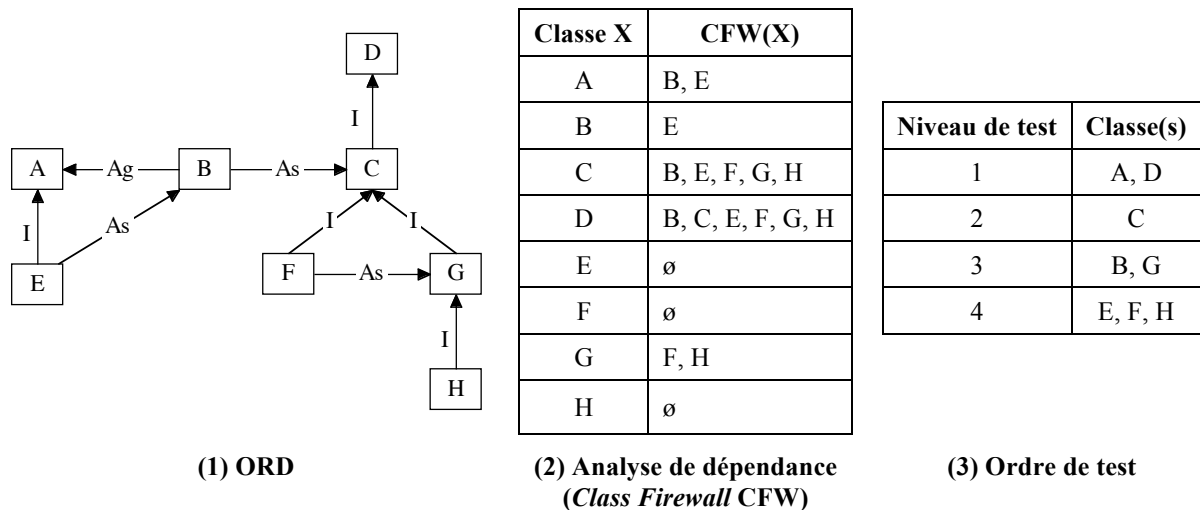 D
I
A
Ag
B
As
C
I
As
I
I
E
F
As
G
I
H
(1) ORD
Classe X CFW(X)
A B, E
B E
C B, E, F, G, H
D B, C, E, F, G, H
E ø
F ø
G F, H
H ø
(2) Analyse de dépendance
(Class Firewall CFW)
Niveau de test Classe(s)
1 A, D
2 C
3 B, G
4 E, F, H
(3) Ordre de test